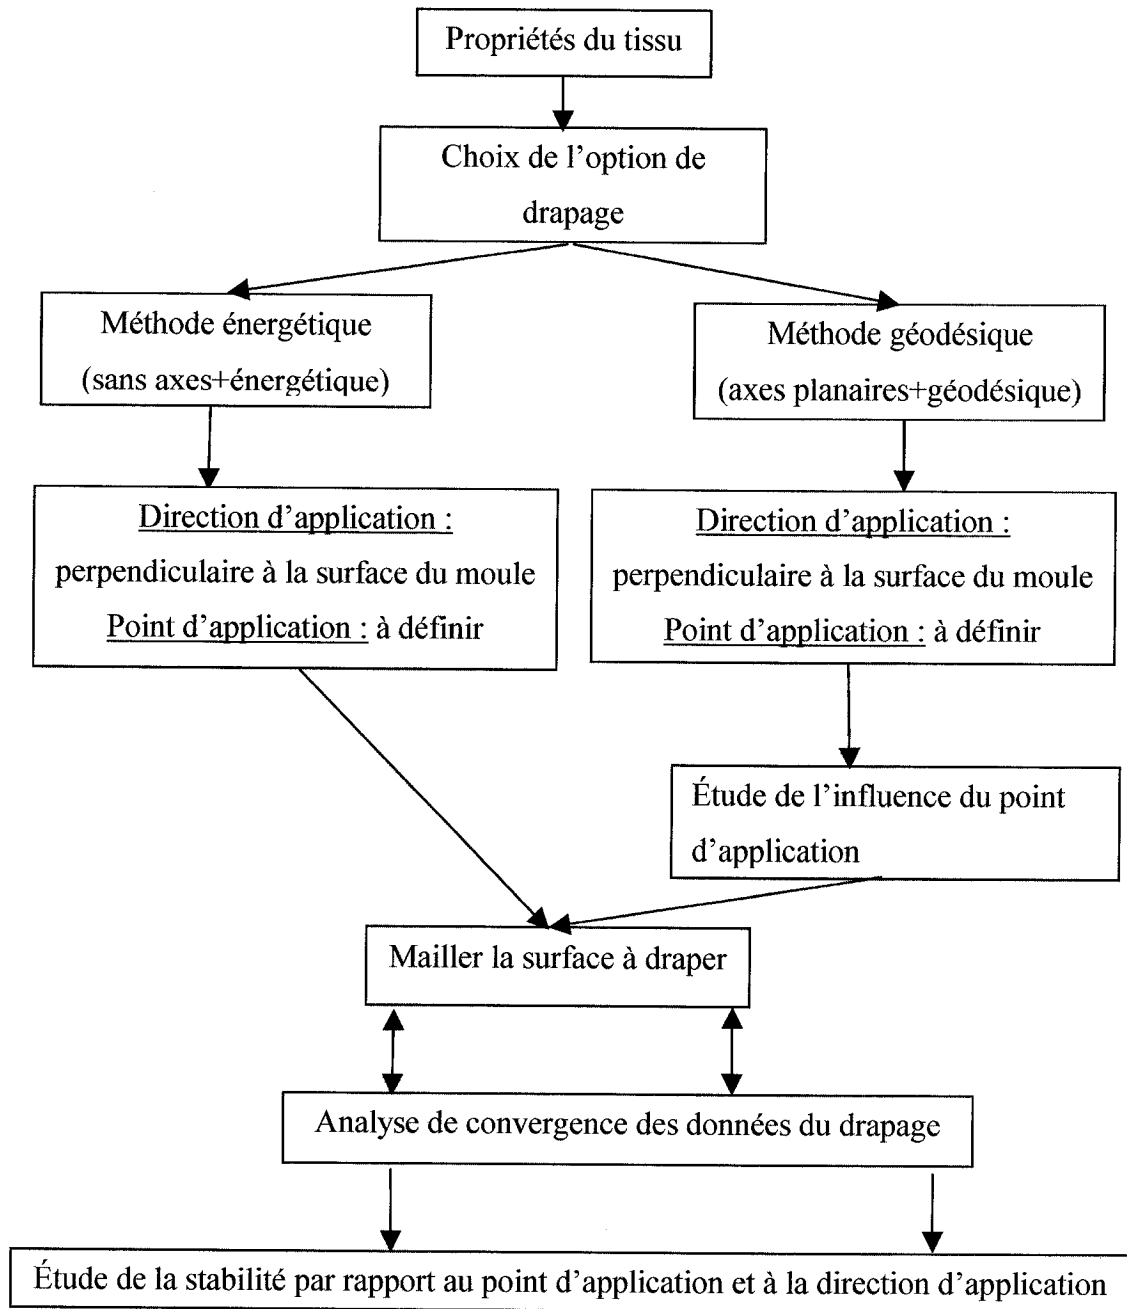 Propriétés du tissu
Choix de l'option de
drapage
Méthode énergétique
(sans axes+énergétique)
Méthode géodésique
(axes planaires+géodésique)
Direction d'application :
perpendiculaire à la surface du moule
Point d'application : à définir
Direction d'application :
perpendiculaire à la surface du moule
Point d'application : à définir
Étude de l'influence du point
d'application
Mailler la surface à draper
Analyse de convergence des données du drapage
Étude de la stabilité par rapport au point d'application et à la direction d'application